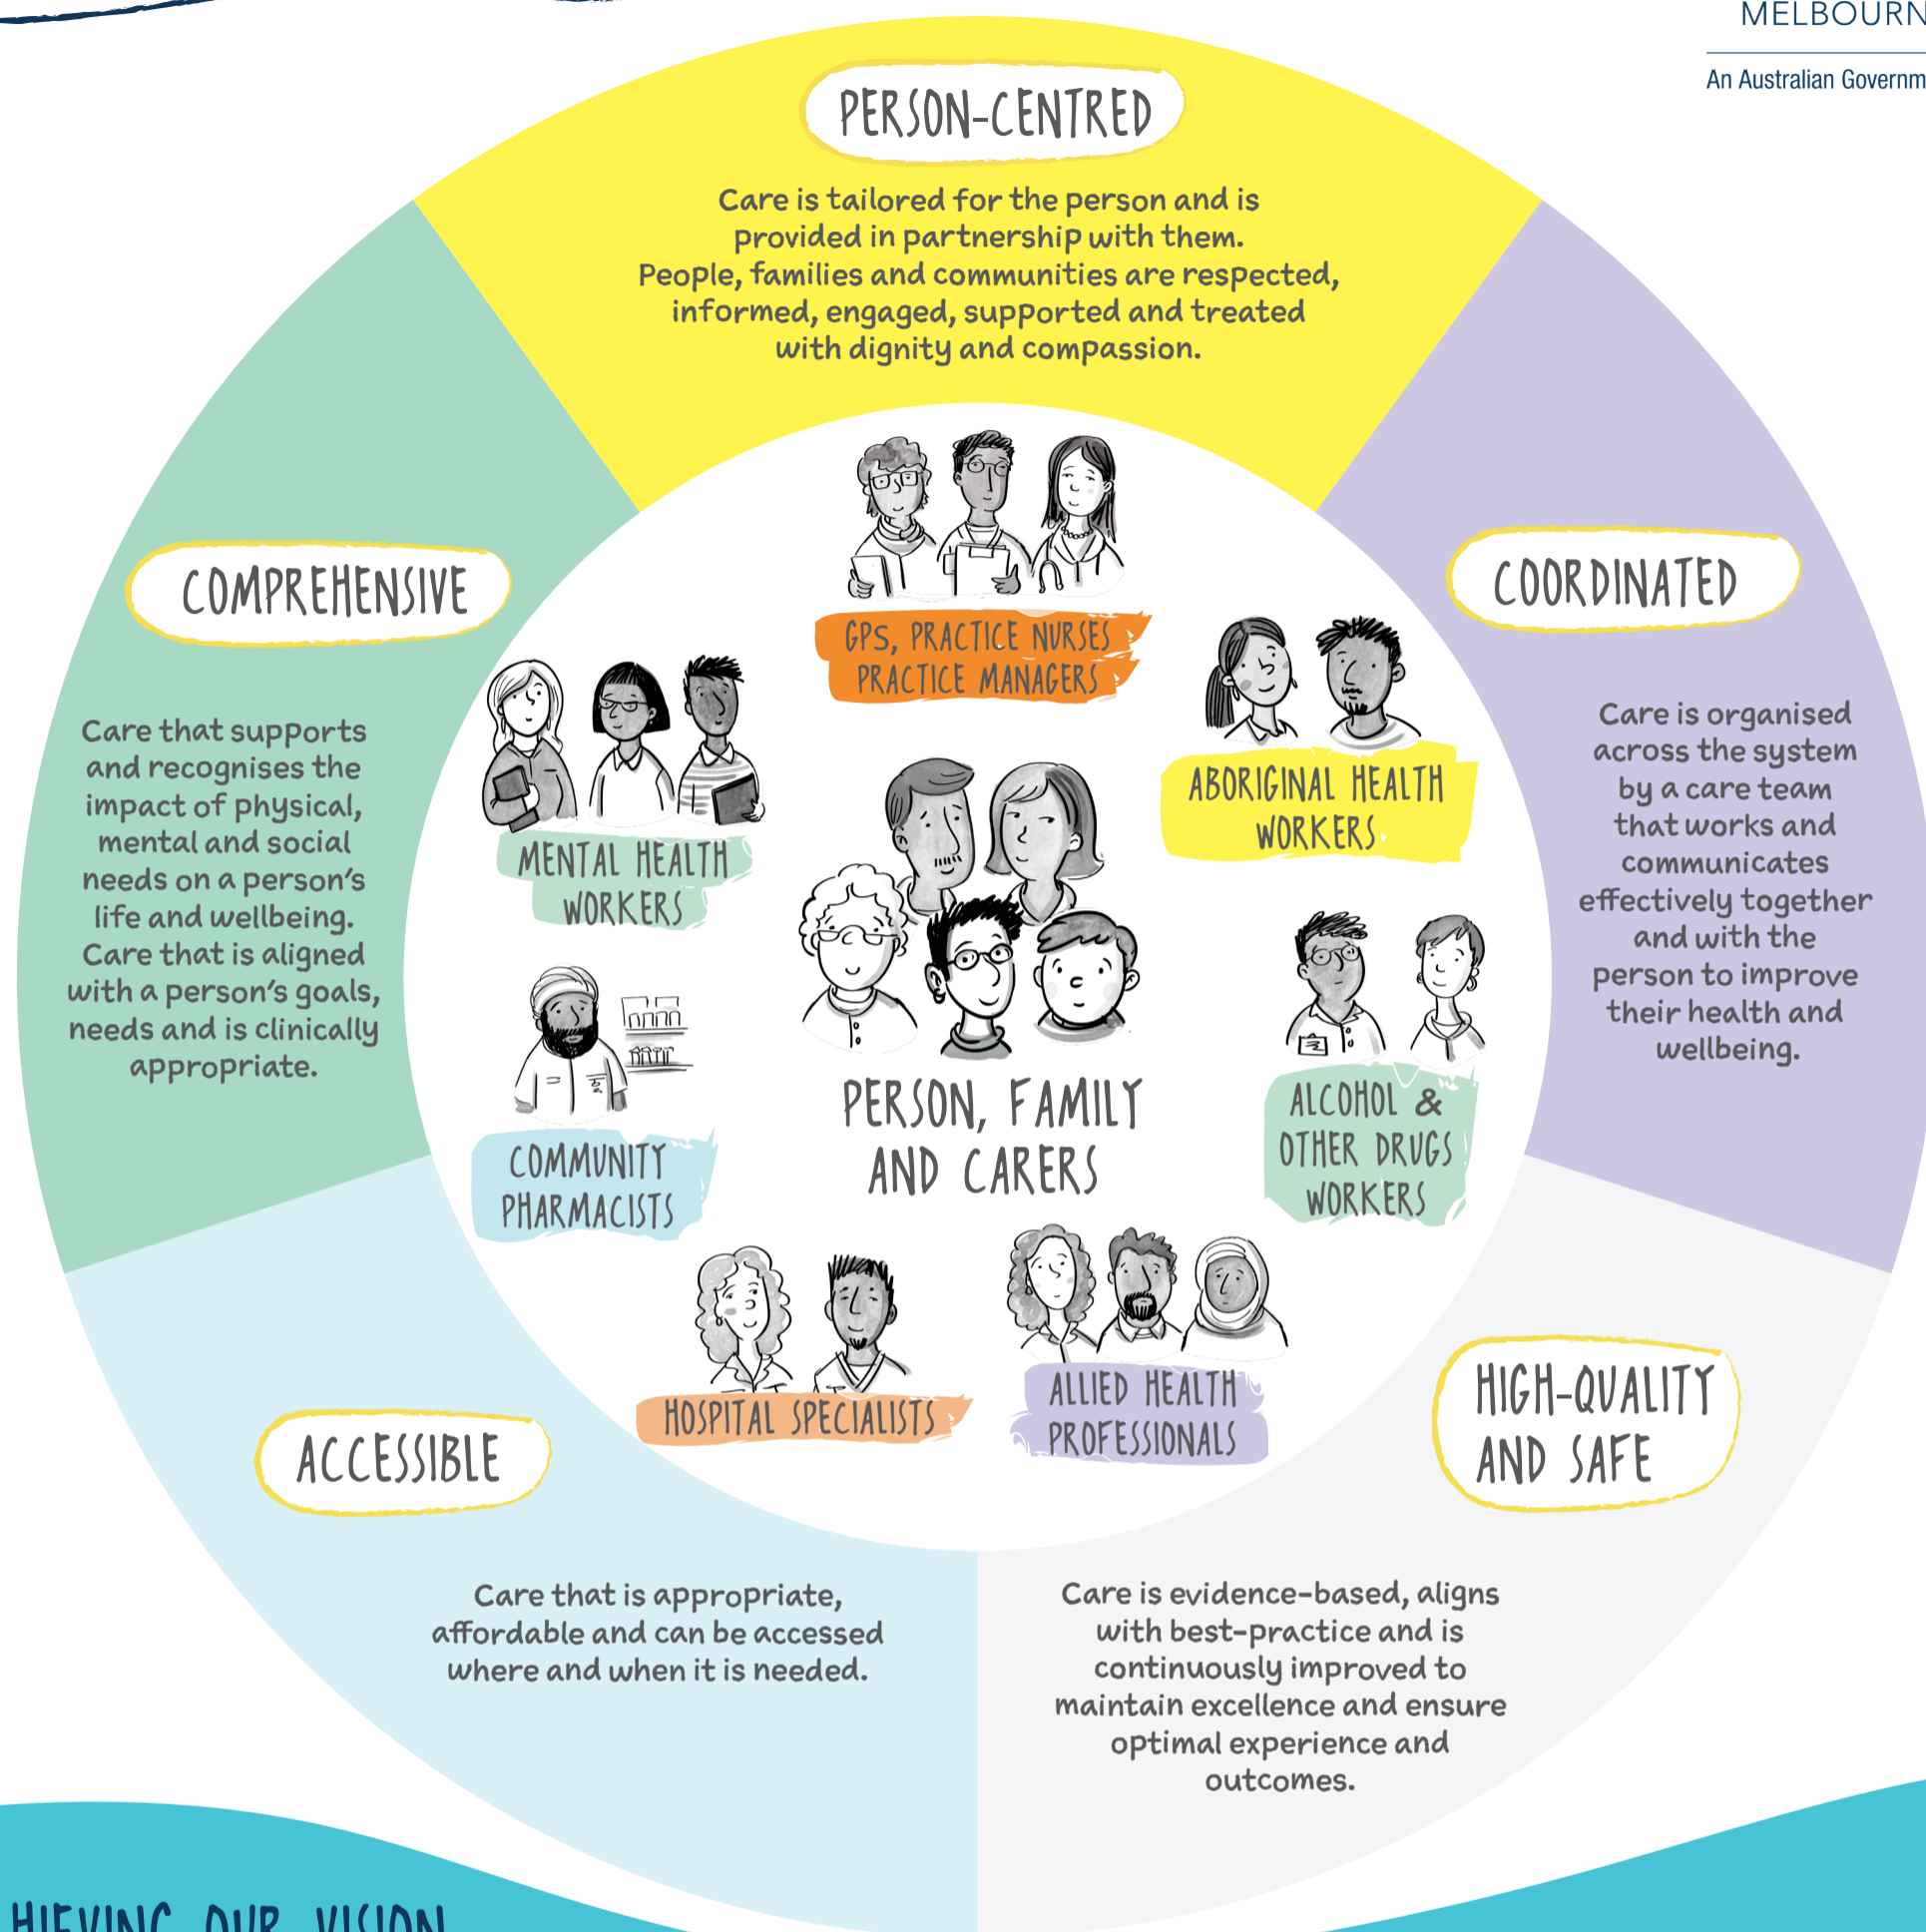 MELBOURN
An Australian Governm
PERSON-CENTRED
Care is tailored for the person and is
provided in partnership with them.
People, families and communities are respected,
informed, engaged, supported and treated
with dignity and compassion.
COMPREHENSIVE
Care that supports
and recognises the
impact of physical,
mental and social
needs on a person's
life and wellbeing.
Care that is aligned
with a person's goals,
needs and is clinically
appropriate.
COORDINATED
Care is organised
across the system
by a care team
that works and
communicates
effectively together
and with the
person to improve
their health and
wellbeing.
GPS, PRACTICE NURSES
PRACTICE MANAGERS
ABORIGINAL HEALTH
WORKERS
MENTAL HEALTH
WORKERS
PERSON, FAMILY
AND CARERS
ALCOHOL &
OTHER DRUGS
WORKERS
COMMUNITY
PHARMACISTS
HOSPITAL SPECIALISTS
ALLIED HEALTH
PROFESSIONALS
ACCESSIBLE
Care that is appropriate,
affordable and can be accessed
where and when it is needed.
HIGH-QUALITY
AND SAFE
Care is evidence-based, aligns
with best-practice and is
continuously improved to
maintain excellence and ensure
optimal experience and
outcomes.
HIEVING OUR VISION